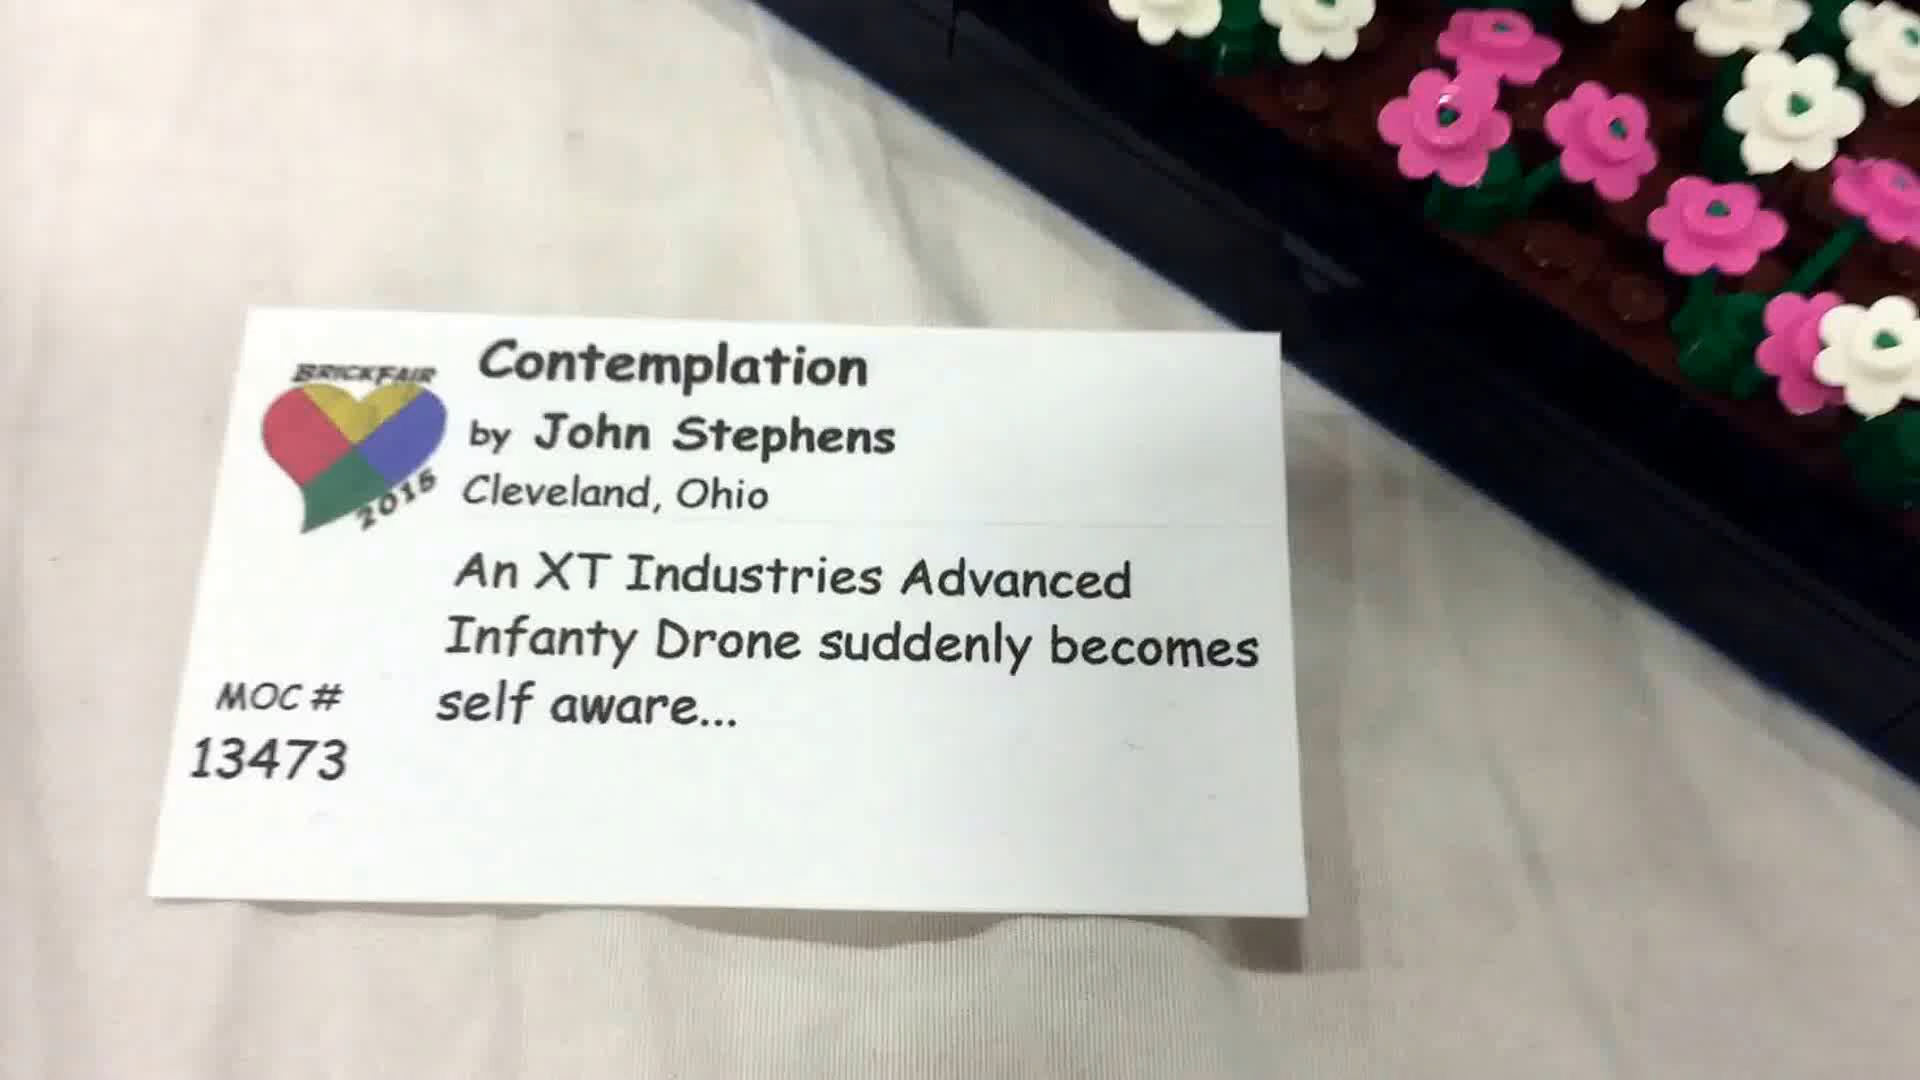 BRICKFAIR
2015
Contemplation
by John Stephens
Cleveland, Ohio
An XT Industries Advanced
Infanty Drone suddenly becomes
self aware...
MOC #
13473